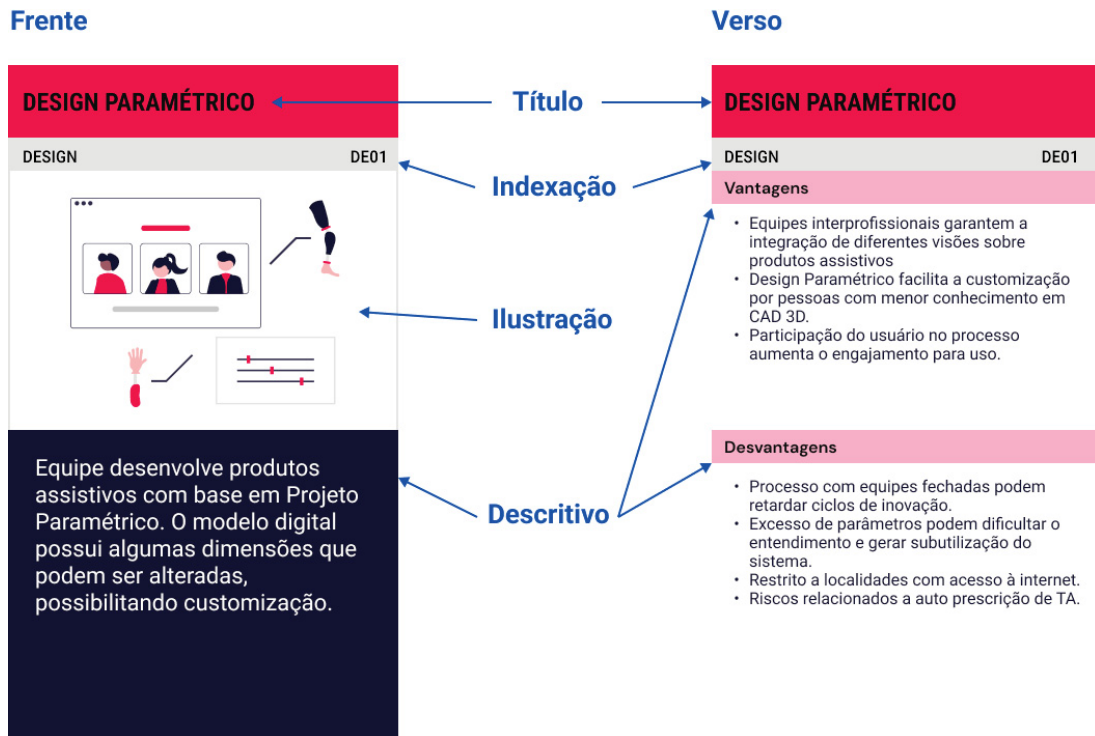 Frente
DESIGN PARAMÉTRICO
DESIGN DE01
Equipe desenvolve produtos
assistivos com base em Projeto
Paramétrico. O modelo digital
possui algumas dimensões que
podem ser alteradas,
possibilitando customização.
Título
Indexação
Ilustração
Descritivo
Verso
DESIGN PARAMÉTRICO
DESIGN DE01
Vantagens
• Equipes interprofissionais garantem a
integração de diferentes visões sobre
produtos assistivos
• Design Paramétrico facilita a customização
por pessoas com menor conhecimento em
CAD 3D.
• Participação do usuário no processo
aumenta o engajamento para uso.
Desvantagens
• Processo com equipes fechadas podem
retardar ciclos de inovação.
• Excesso de parâmetros podem dificultar o
entendimento e gerar subutilização do
sistema.
• Restrito a localidades com acesso à internet.
• Riscos relacionados a auto prescrição de TA.